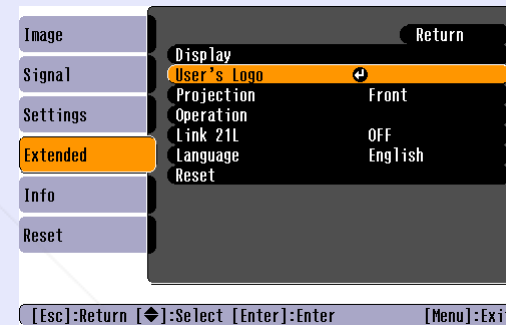 Image
Signal
Settings
Extended
Info
Reset
Return
Display
User's Logo
Projection Front
Operation
Link 21L OFF
Language English
Reset
[Esc]:Return [ ]:Select [Enter]:Enter [Menu]:Exit